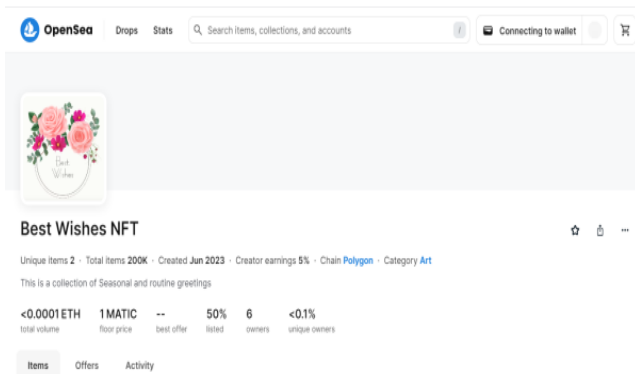 OpenSea Drops Stats Search items, collections, and accounts / Connecting to wallet
Best
Wishes
Best Wishes NFT
Unique items 2 · Total items 200K · Created Jun 2023 · Creator earnings 5% · Chain Polygon · Category Art
This is a collection of Seasonal and routine greetings
<0.0001 ETH 1 MATIC -- 50% 6 <0.1%
total volume floor price best offer listed owners unique owners
Items Offers Activity